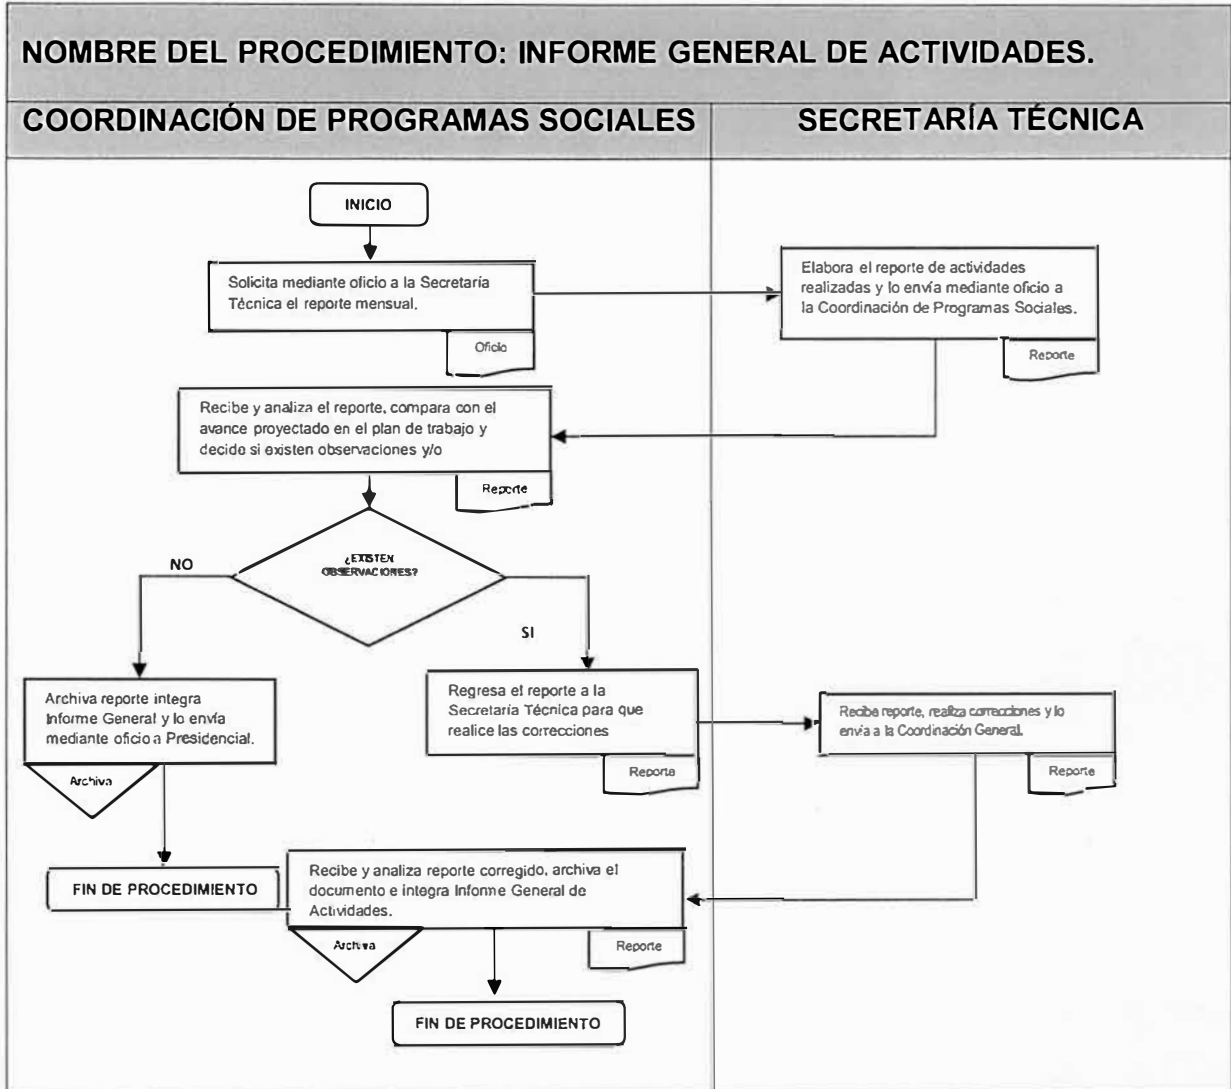 NOMBRE DEL PROCEDIMIENTO: INFORME GENERAL DE ACTIVIDADES.
COORDINACIÓN DE PROGRAMAS SOCIALES
SECRETARÍA TÉCNICA
INICIO
Solicita mediante oficio a la Secretaría
Técnica el reporte mensual.
Oficio
Elabora el reporte de actividades
realizadas y lo envía mediante oficio a
la Coordinación de Programas Sociales.
Reporte
Recibe y analiza el reporte, compara con el
avance proyectado en el plan de trabajo y
decide si existen observaciones y/o
Reporte
¿EXISTEN
OBSERVACIONES?
NO
SI
Archiva reporte integra
Informe General y lo envía
mediante oficio a Presidencial.
Archiva
Regresa el reporte a la
Secretaría Técnica para que
realice las correcciones
Reporte
Recibe reporte, realiza correcciones y lo
envía a la Coordinación General.
Reporte
FIN DE PROCEDIMIENTO
Recibe y analiza reporte corregido, archiva el
documento e integra Informe General de
Actividades.
Archiva
Reporte
FIN DE PROCEDIMIENTO